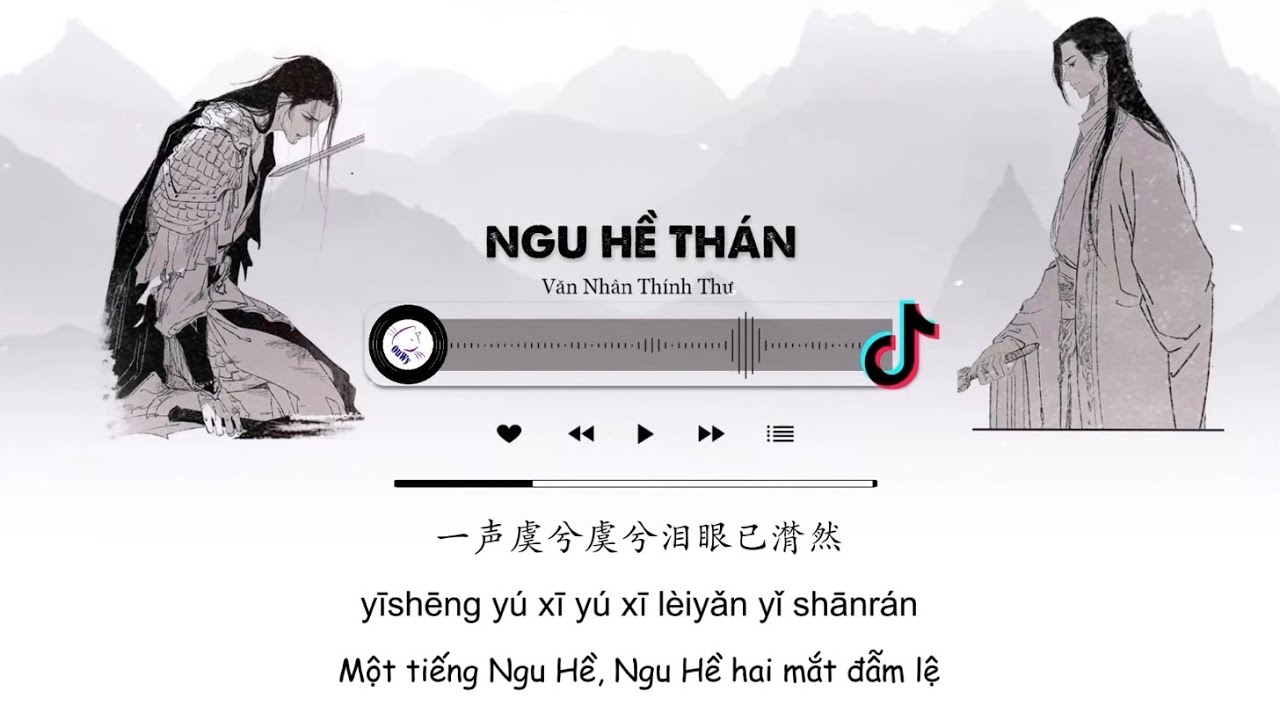 NGU HỀ THÁN
Văn Nhân Thính Thư
OuWy
一声虞兮虞兮泪眼已潸然
yīshēng yú xī yú xī lèiyǎn yǐ shānrán
Một tiếng Ngu Hề, Ngu Hề hai mắt đẫm lệ